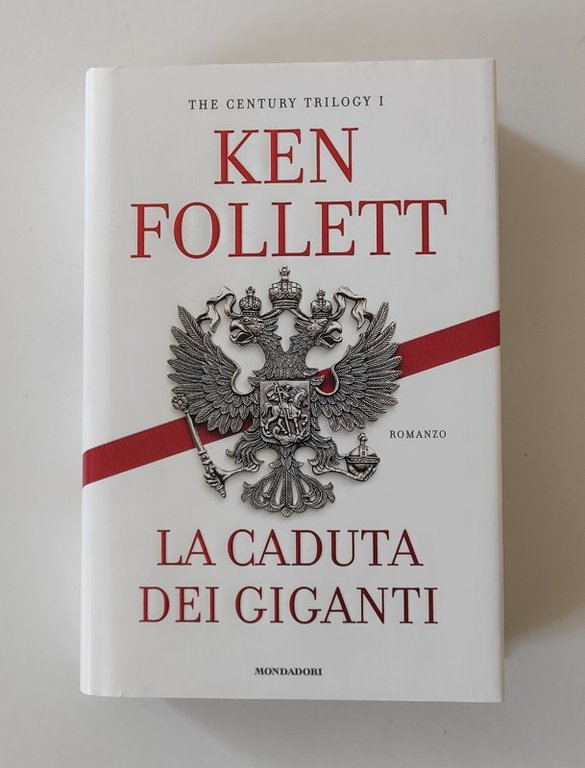 THE CENTURY TRILOGY I
KEN
FOLLETT
ROMANZO
LA CADUTA
DEI GIGANTI
MONDADORI